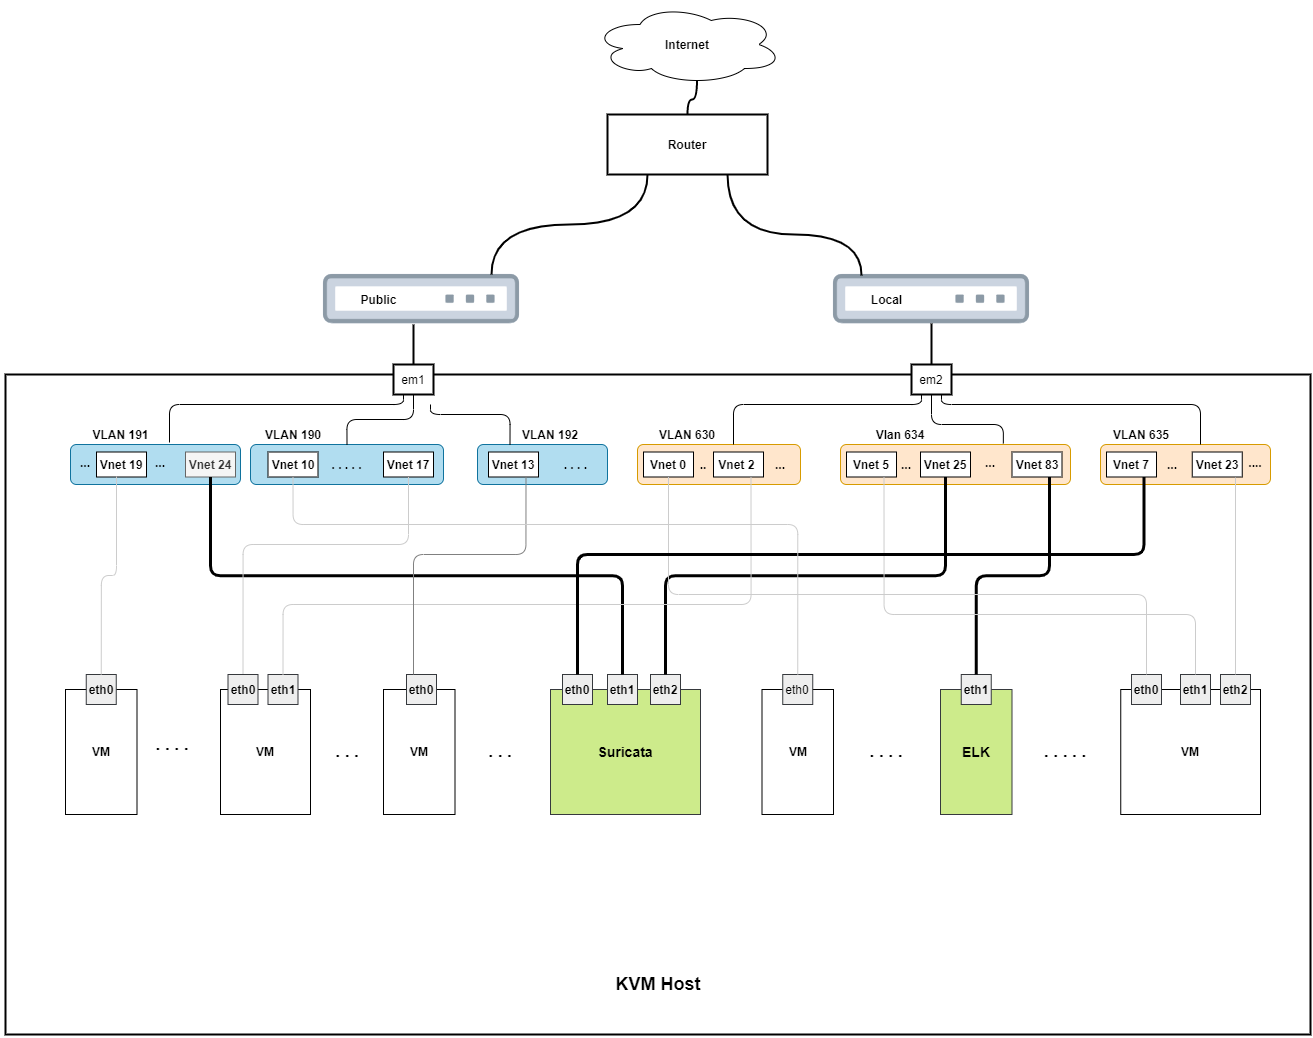 Internet
Router
Public
Local
em1
em2
VLAN 191
VLAN 190
VLAN 192
VLAN 630
Vlan 634
VLAN 635
... Vnet 19 ... Vnet 24
Vnet 10 ..... Vnet 17
Vnet 13 ....
Vnet 0 .. Vnet 2 ...
Vnet 5 ... Vnet 25 ... Vnet 83
Vnet 7 ... Vnet 23 ....
eth0
eth0 eth1
eth0
eth0 eth1 eth2
eth0
eth1
eth0 eth1 eth2
VM
. . . .
VM
. . .
VM
. . .
Suricata
VM
. . . .
ELK
. . . . .
VM
KVM Host